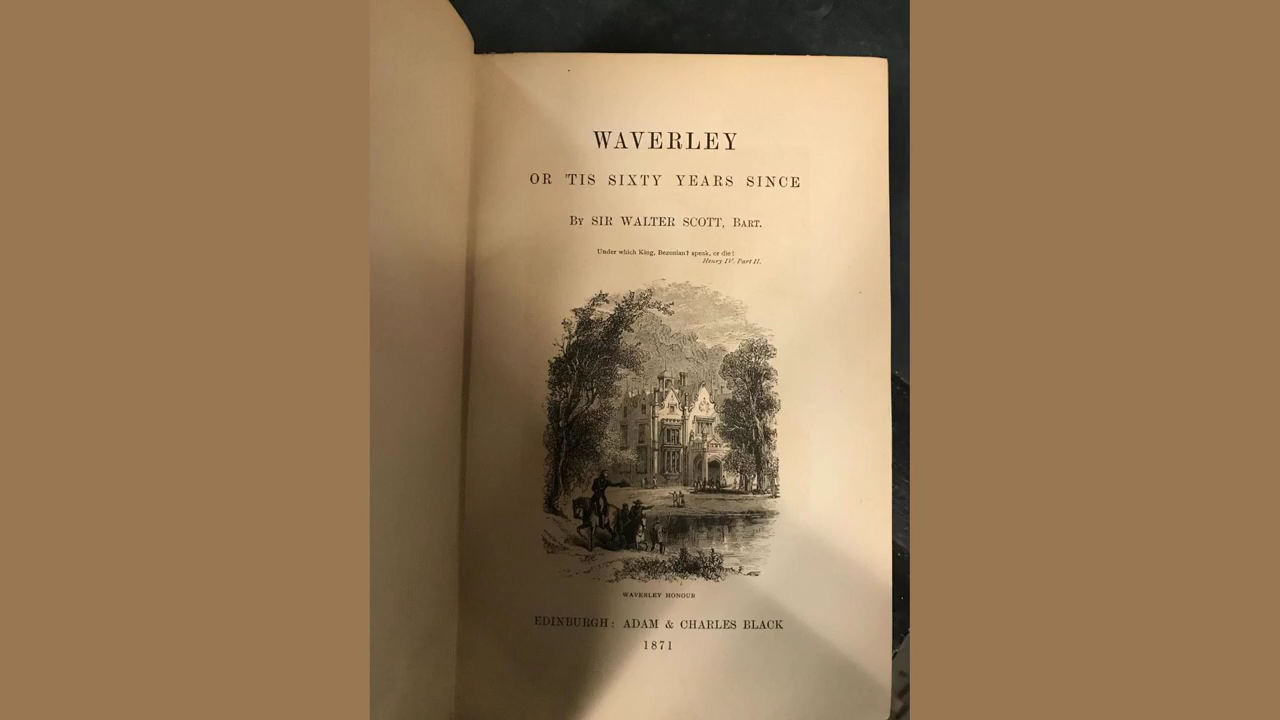 WAVERLEY
OR 'TIS SIXTY YEARS SINCE
By SIR WALTER SCOTT, Bart.
Under which King, Bezonian? speak, or die!
Henry IV. Part II.
WAVERLEY HONOUR
EDINBURGH: ADAM & CHARLES BLACK
1871